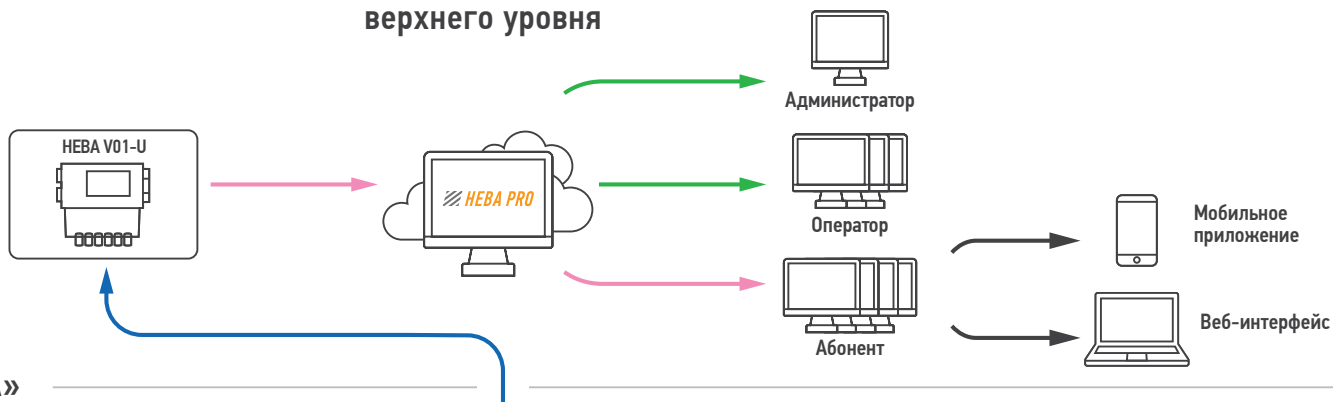 верхнего уровня
Администратор
НЕВА V01-U
НЕВА PRO
Оператор
Мобильное
приложение
Абонент
Веб-интерфейс
»